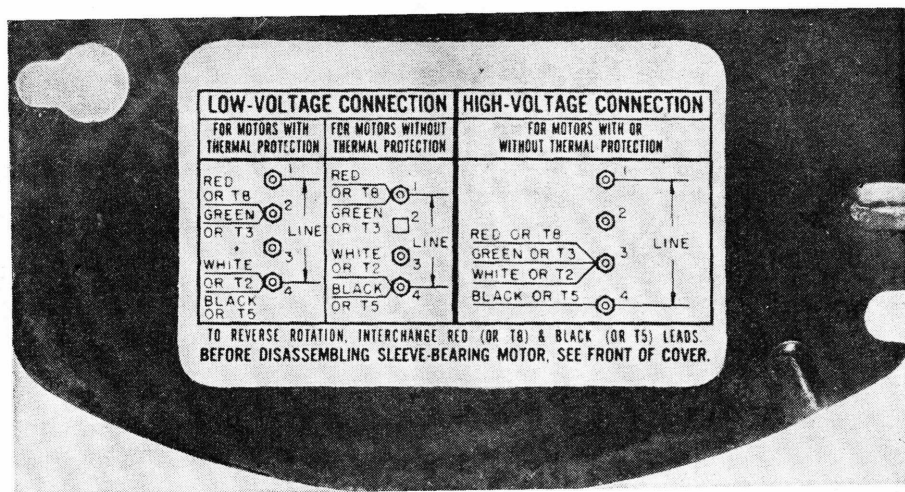 LOW-VOLTAGE CONNECTION
FOR MOTORS WITH
THERMAL PROTECTION
RED
OR T8
GREEN
OR T3
WHITE
OR T2
BLACK
OR T5
1
2
3
4
LINE
FOR MOTORS WITHOUT
THERMAL PROTECTION
RED
OR T8
GREEN
OR T3
WHITE
OR T2
BLACK
OR T5
1
2
3
4
LINE
HIGH-VOLTAGE CONNECTION
FOR MOTORS WITH OR
WITHOUT THERMAL PROTECTION
RED OR T8
GREEN OR T3
WHITE OR T2
BLACK OR T5
1
2
3
4
LINE
TO REVERSE ROTATION, INTERCHANGE RED (OR T8) & BLACK (OR T5) LEADS.
BEFORE DISASSEMBLING SLEEVE-BEARING MOTOR, SEE FRONT OF COVER.